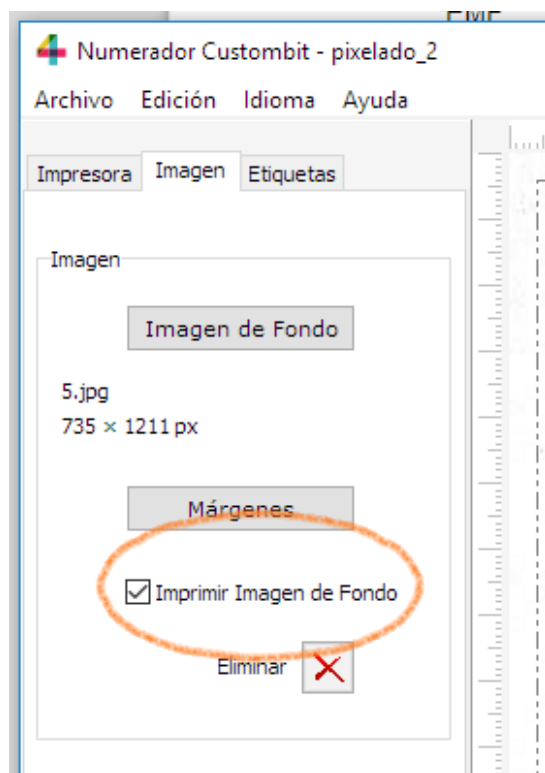 EMF
Numerador Custombit - pixelado_2
Archivo Edición Idioma Ayuda
Impresora Imagen Etiquetas
Imagen
Imagen de Fondo
5.jpg
735 × 1211 px
Márgenes
Imprimir Imagen de Fondo
Eliminar